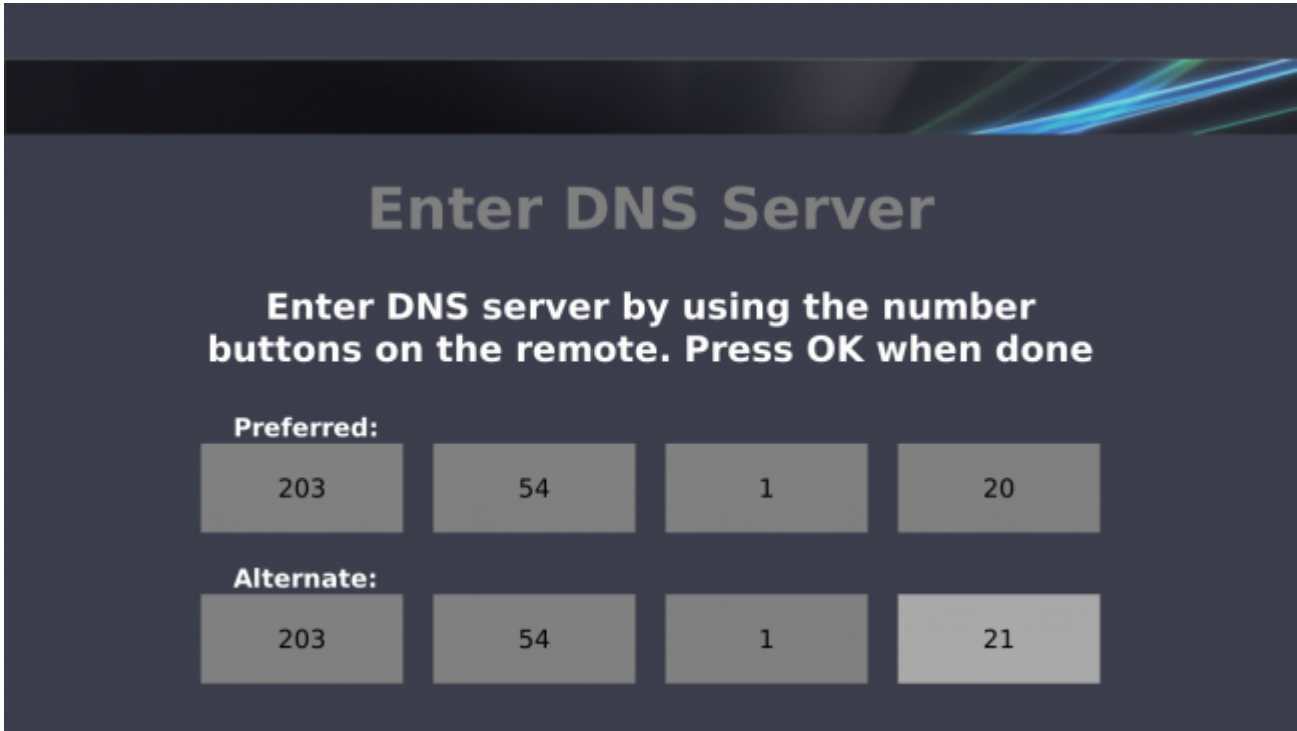 Enter DNS Server
Enter DNS server by using the number
buttons on the remote. Press OK when done
Preferred:
203 54 1 20
Alternate:
203 54 1 21